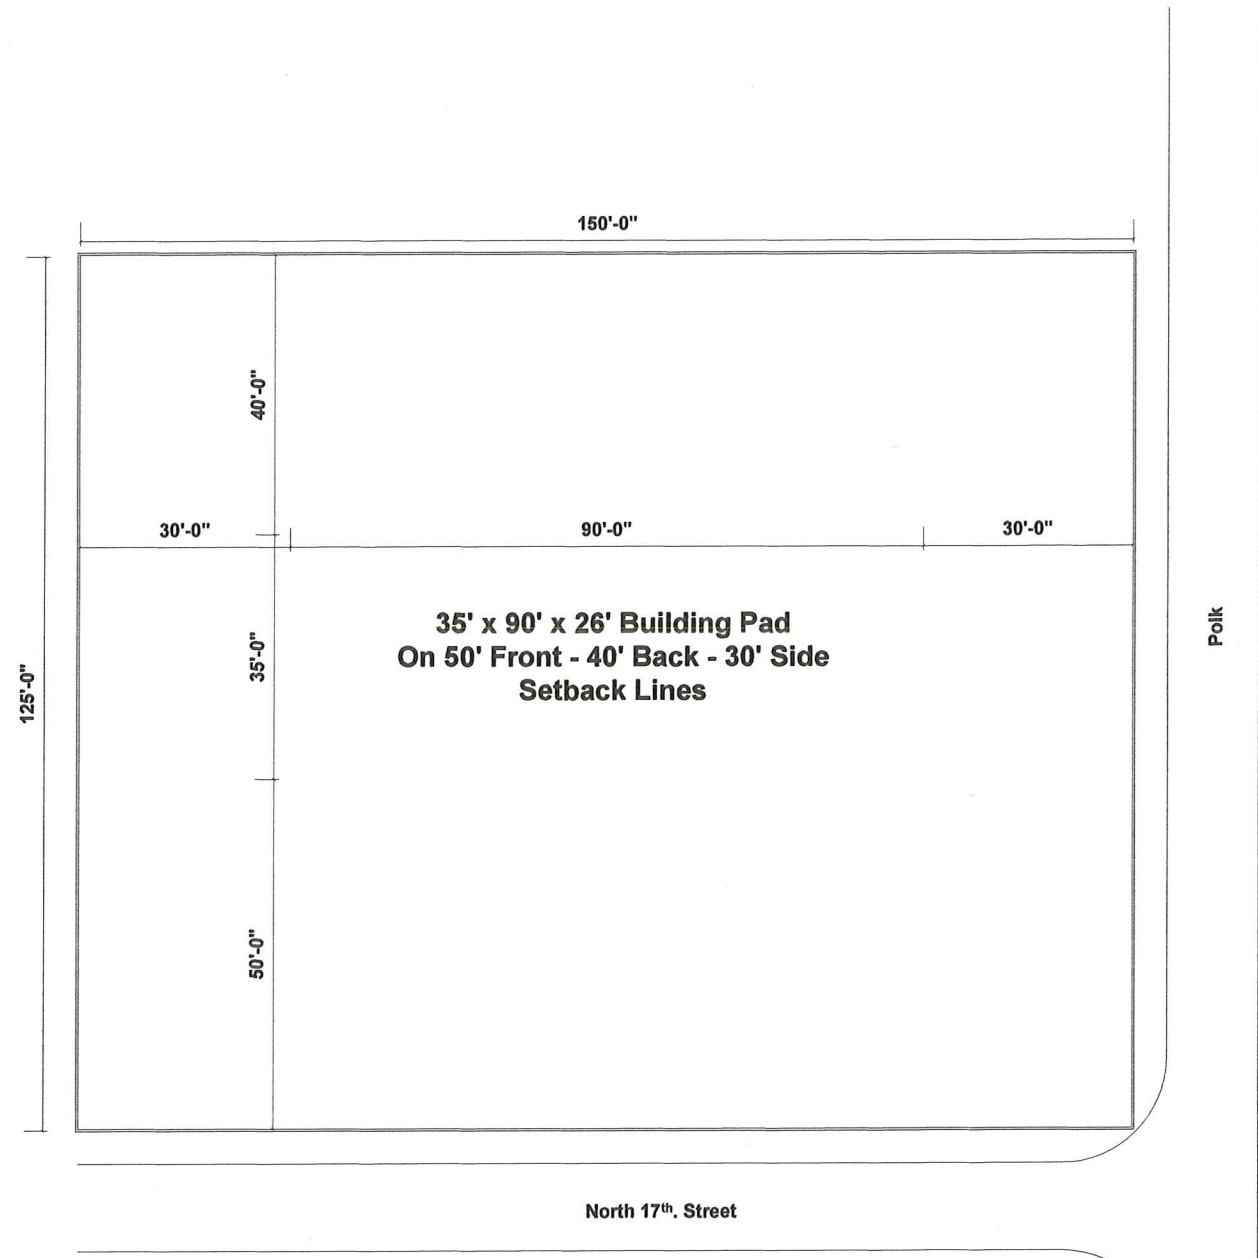 150'-0"
40'-0"
30'-0"
90'-0"
30'-0"
35' x 90' x 26' Building Pad
On 50' Front - 40' Back - 30' Side
Setback Lines
35'-0"
125'-0"
Polk
50'-0"
North 17th. Street